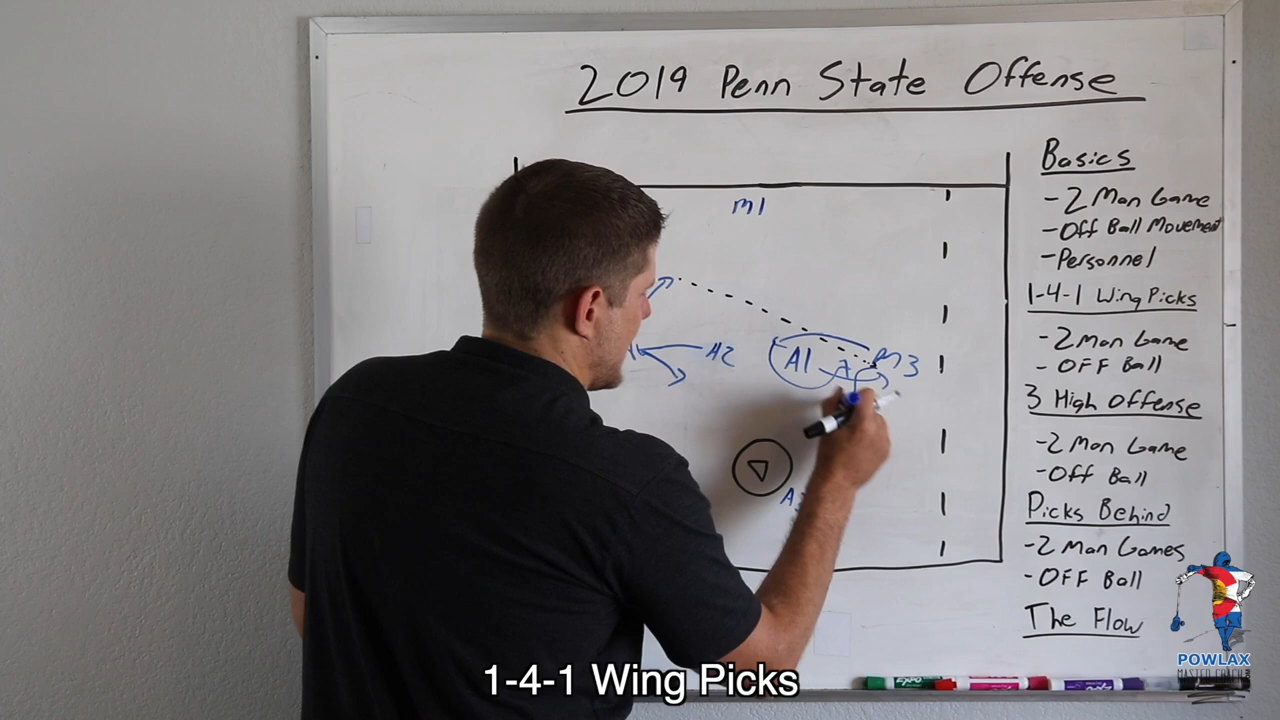 2019 Penn State Offense
M1
A2
A1
M3
Basics
-2 Man Game
-Off Ball Movement
-Personnel
1-4-1 Wing Picks
-2 Man Game
- OFF Ball
3 High Offense
-2 Man Game
-Off Ball
Picks Behind
-2 Man Games
-OFF Ball
The Flow
1-4-1 Wing Picks
POWLAX
MASTER COACH
EXPO